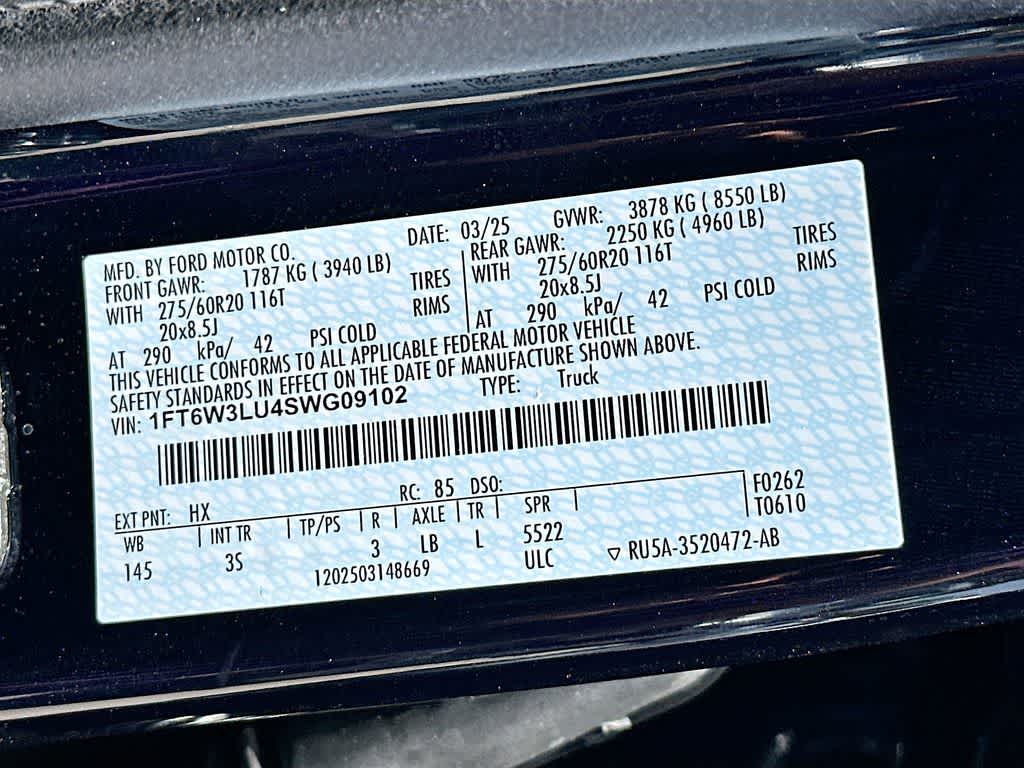 MFD. BY FORD MOTOR CO.
DATE: 03/25 GVWR: 3878 KG ( 8550 LB)
FRONT GAWR: 1787 KG ( 3940 LB)
WITH 275/60R20 116T TIRES
20x8.5J RIMS
AT 290 kPa/ 42 PSI COLD
REAR GAWR: 2250 KG ( 4960 LB)
WITH 275/60R20 116T TIRES
20x8.5J RIMS
AT 290 kPa/ 42 PSI COLD
THIS VEHICLE CONFORMS TO ALL APPLICABLE FEDERAL MOTOR VEHICLE
SAFETY STANDARDS IN EFFECT ON THE DATE OF MANUFACTURE SHOWN ABOVE.
VIN: 1FT6W3LU4SWG09102 TYPE: Truck
EXT PNT: HX RC: 85 DSO:
WB | INT TR | TP/PS | R | AXLE | TR | SPR | F0262
145 3S 3 LB L 5522 T0610
1202503148669 ULC ▽ RU5A-3520472-AB